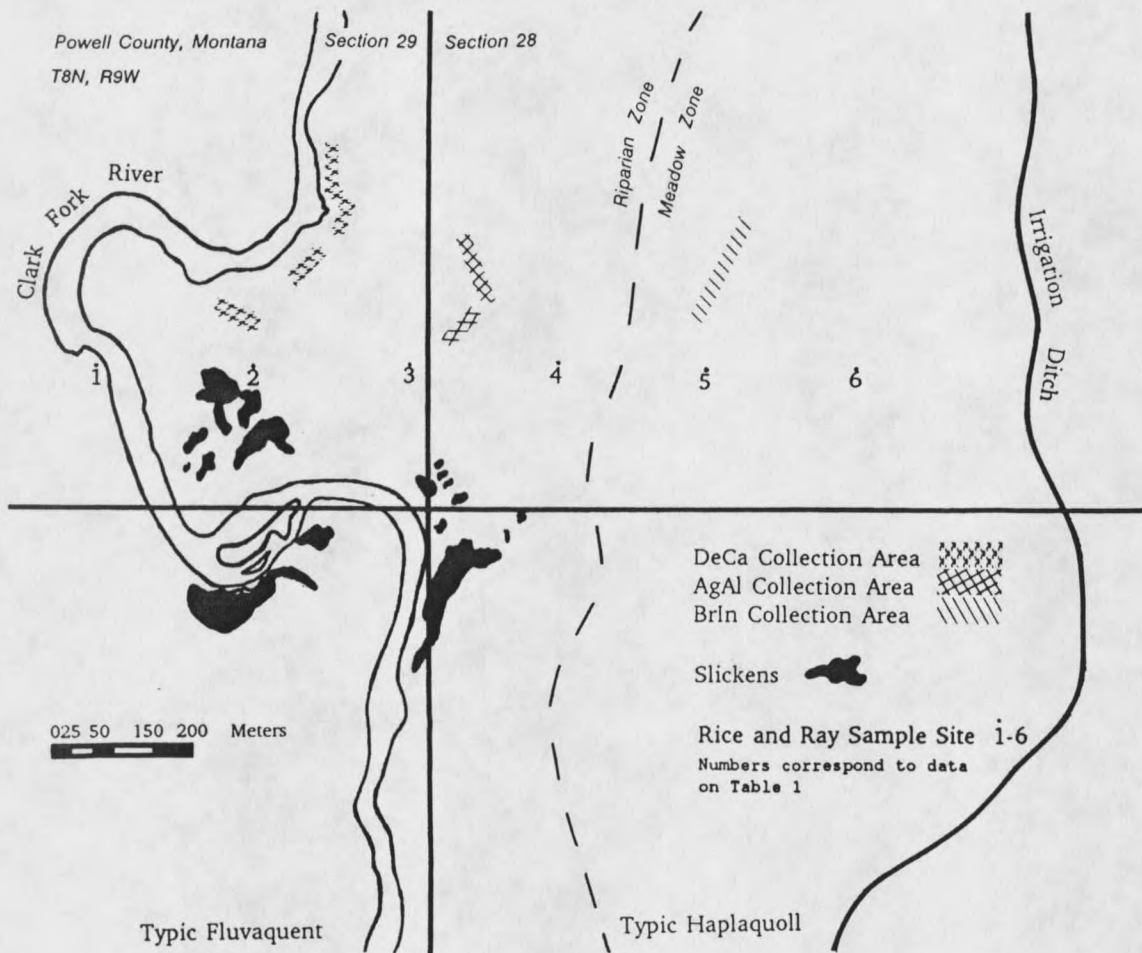 Powell County, Montana
Section 29
Section 28
T8N, R9W
Riparian Zone
Meadow Zone
Clark Fork River
Irrigation Ditch
1
2
3
4
5
6
DeCa Collection Area
AgAl Collection Area
BrIn Collection Area
Slickens
Rice and Ray Sample Site 1-6
Numbers correspond to data
on Table 1
025 50 150 200 Meters
Typic Fluvaquent
Typic Haplaquoll